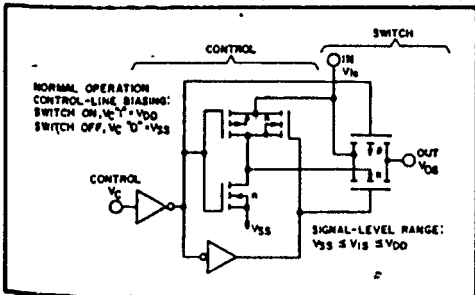 SWITCH
CONTROL
IN
Vis
NORMAL OPERATION
CONTROL-LINE BIASING:
SWITCH ON, VC "1" = VDD
SWITCH OFF, VC "0" = VSS
P
OUT
VOS
CONTROL
VC
n
n
VSS
SIGNAL-LEVEL RANGE:
VSS ≤ VIS ≤ VDD